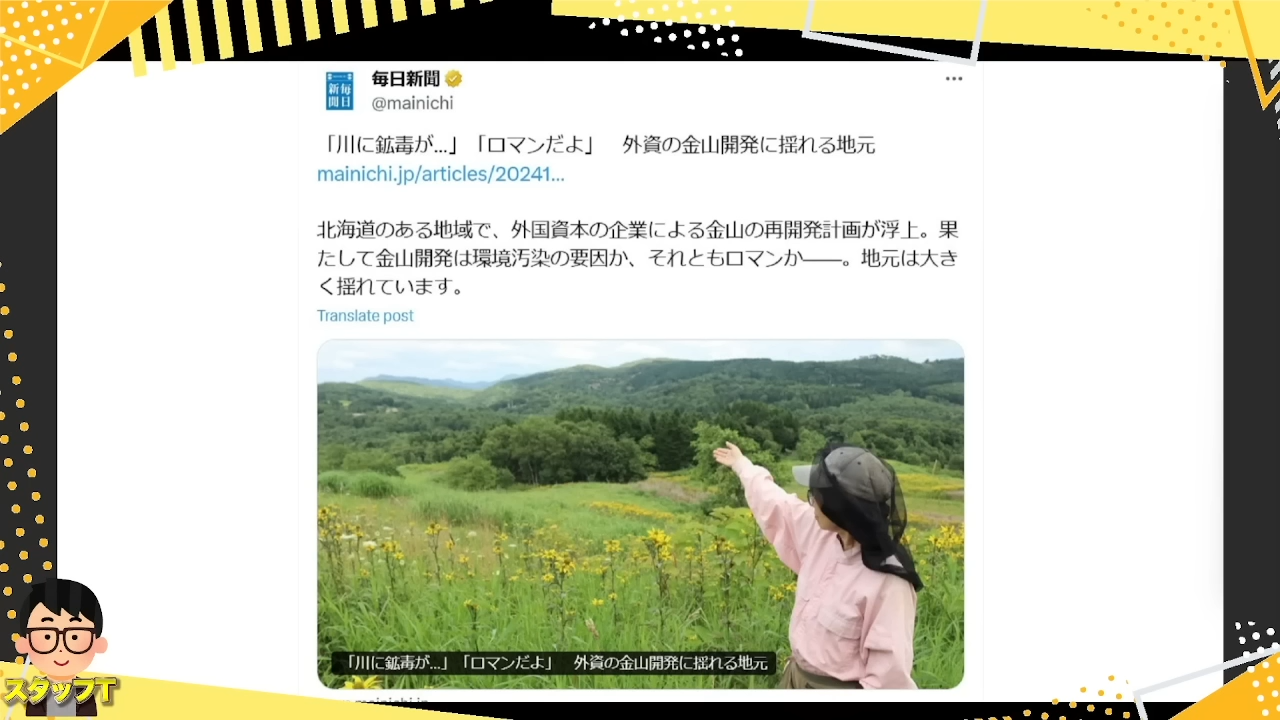 毎日新聞
毎日
新聞
@mainichi
「川に鉱毒が...」「ロマンだよ」 外資の金山開発に揺れる地元
mainichi.jp/articles/20241...
北海道のある地域で、外国資本の企業による金山の再開発計画が浮上。果
たして金山開発は環境汚染の要因か、それともロマンか——。地元は大き
く揺れています。
Translate post
「川に鉱毒が...」「ロマンだよ」 外資の金山開発に揺れる地元
スタッフT